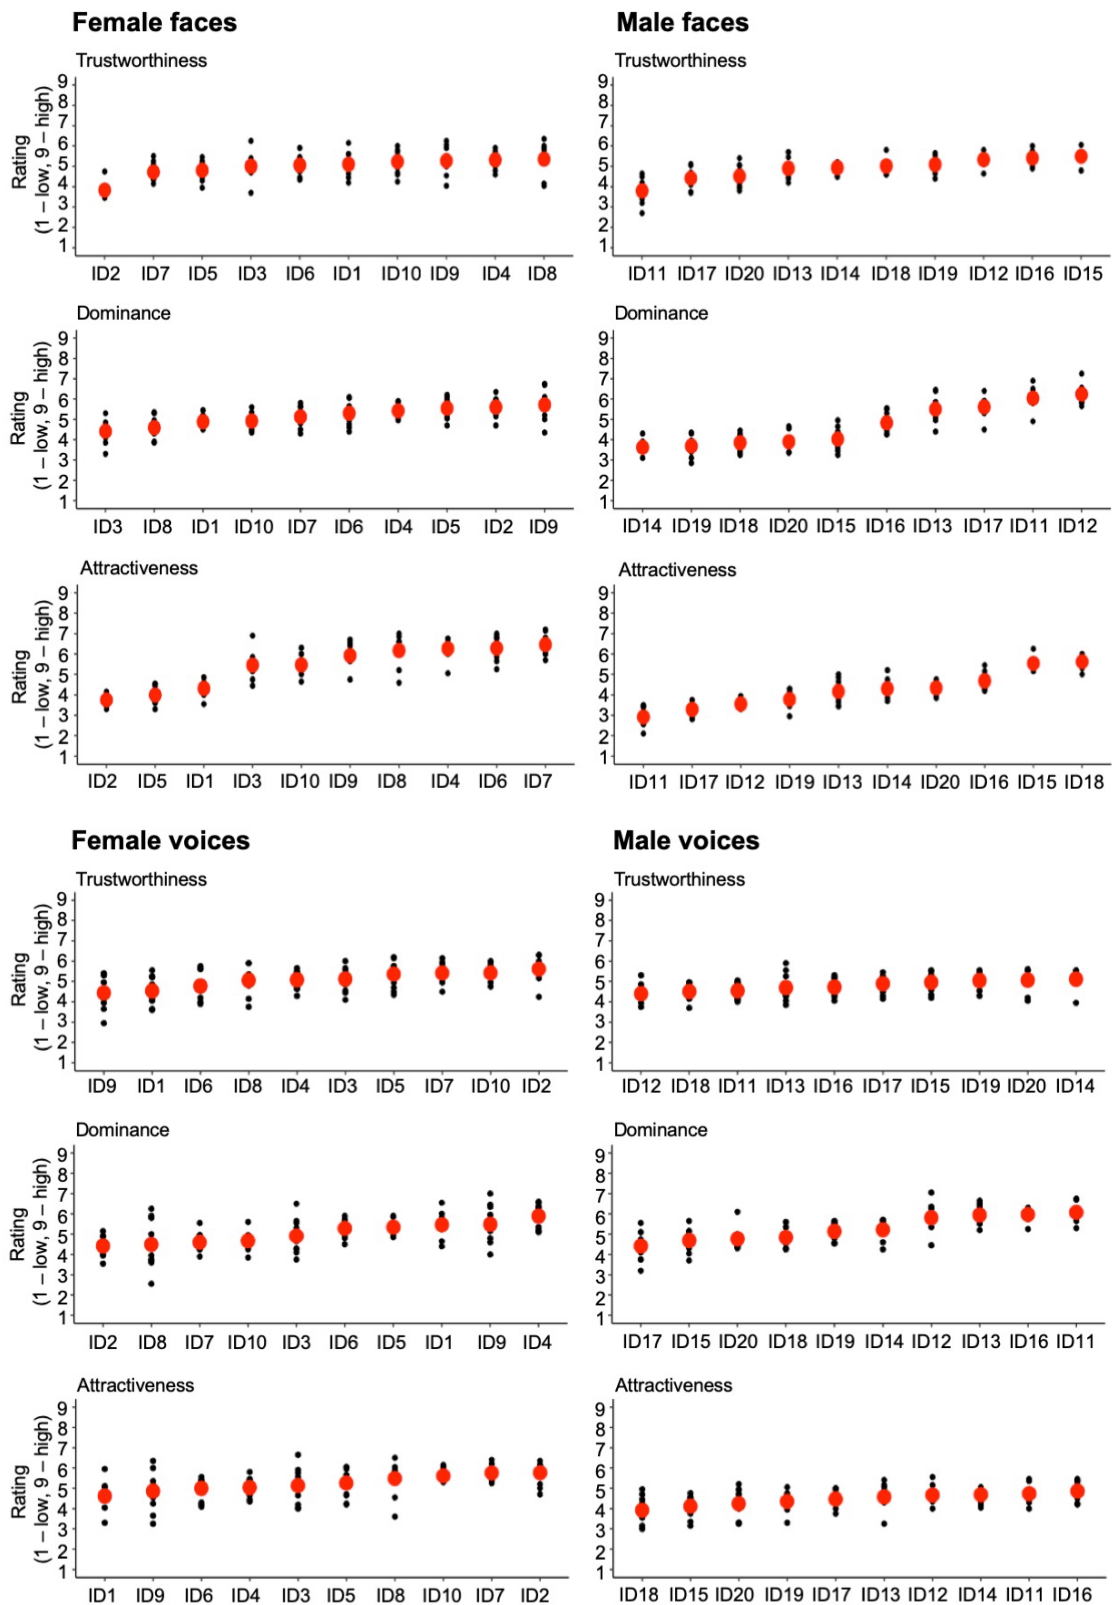 Female faces
Male faces
Trustworthiness
Trustworthiness
Rating
(1 – low, 9 – high)
9
8
7
6
5
4
3
2
1
9
8
7
6
5
4
3
2
1
ID2 ID7 ID5 ID3 ID6 ID1 ID10 ID9 ID4 ID8
ID11 ID17 ID20 ID13 ID14 ID18 ID19 ID12 ID16 ID15
Dominance
Dominance
Rating
(1 – low, 9 – high)
9
8
7
6
5
4
3
2
1
9
8
7
6
5
4
3
2
1
ID3 ID8 ID1 ID10 ID7 ID6 ID4 ID5 ID2 ID9
ID14 ID19 ID18 ID20 ID15 ID16 ID13 ID17 ID11 ID12
Attractiveness
Attractiveness
Rating
(1 – low, 9 – high)
9
8
7
6
5
4
3
2
1
9
8
7
6
5
4
3
2
1
ID2 ID5 ID1 ID3 ID10 ID9 ID8 ID4 ID6 ID7
ID11 ID17 ID12 ID19 ID13 ID14 ID20 ID16 ID15 ID18
Female voices
Male voices
Trustworthiness
Trustworthiness
Rating
(1 – low, 9 – high)
9
8
7
6
5
4
3
2
1
9
8
7
6
5
4
3
2
1
ID9 ID1 ID6 ID8 ID4 ID3 ID5 ID7 ID10 ID2
ID12 ID18 ID11 ID13 ID16 ID17 ID15 ID19 ID20 ID14
Dominance
Dominance
Rating
(1 – low, 9 – high)
9
8
7
6
5
4
3
2
1
9
8
7
6
5
4
3
2
1
ID2 ID8 ID7 ID10 ID3 ID6 ID5 ID1 ID9 ID4
ID17 ID15 ID20 ID18 ID19 ID14 ID12 ID13 ID16 ID11
Attractiveness
Attractiveness
Rating
(1 – low, 9 – high)
9
8
7
6
5
4
3
2
1
9
8
7
6
5
4
3
2
1
ID1 ID9 ID6 ID4 ID3 ID5 ID8 ID10 ID7 ID2
ID18 ID15 ID20 ID19 ID17 ID13 ID12 ID14 ID11 ID16